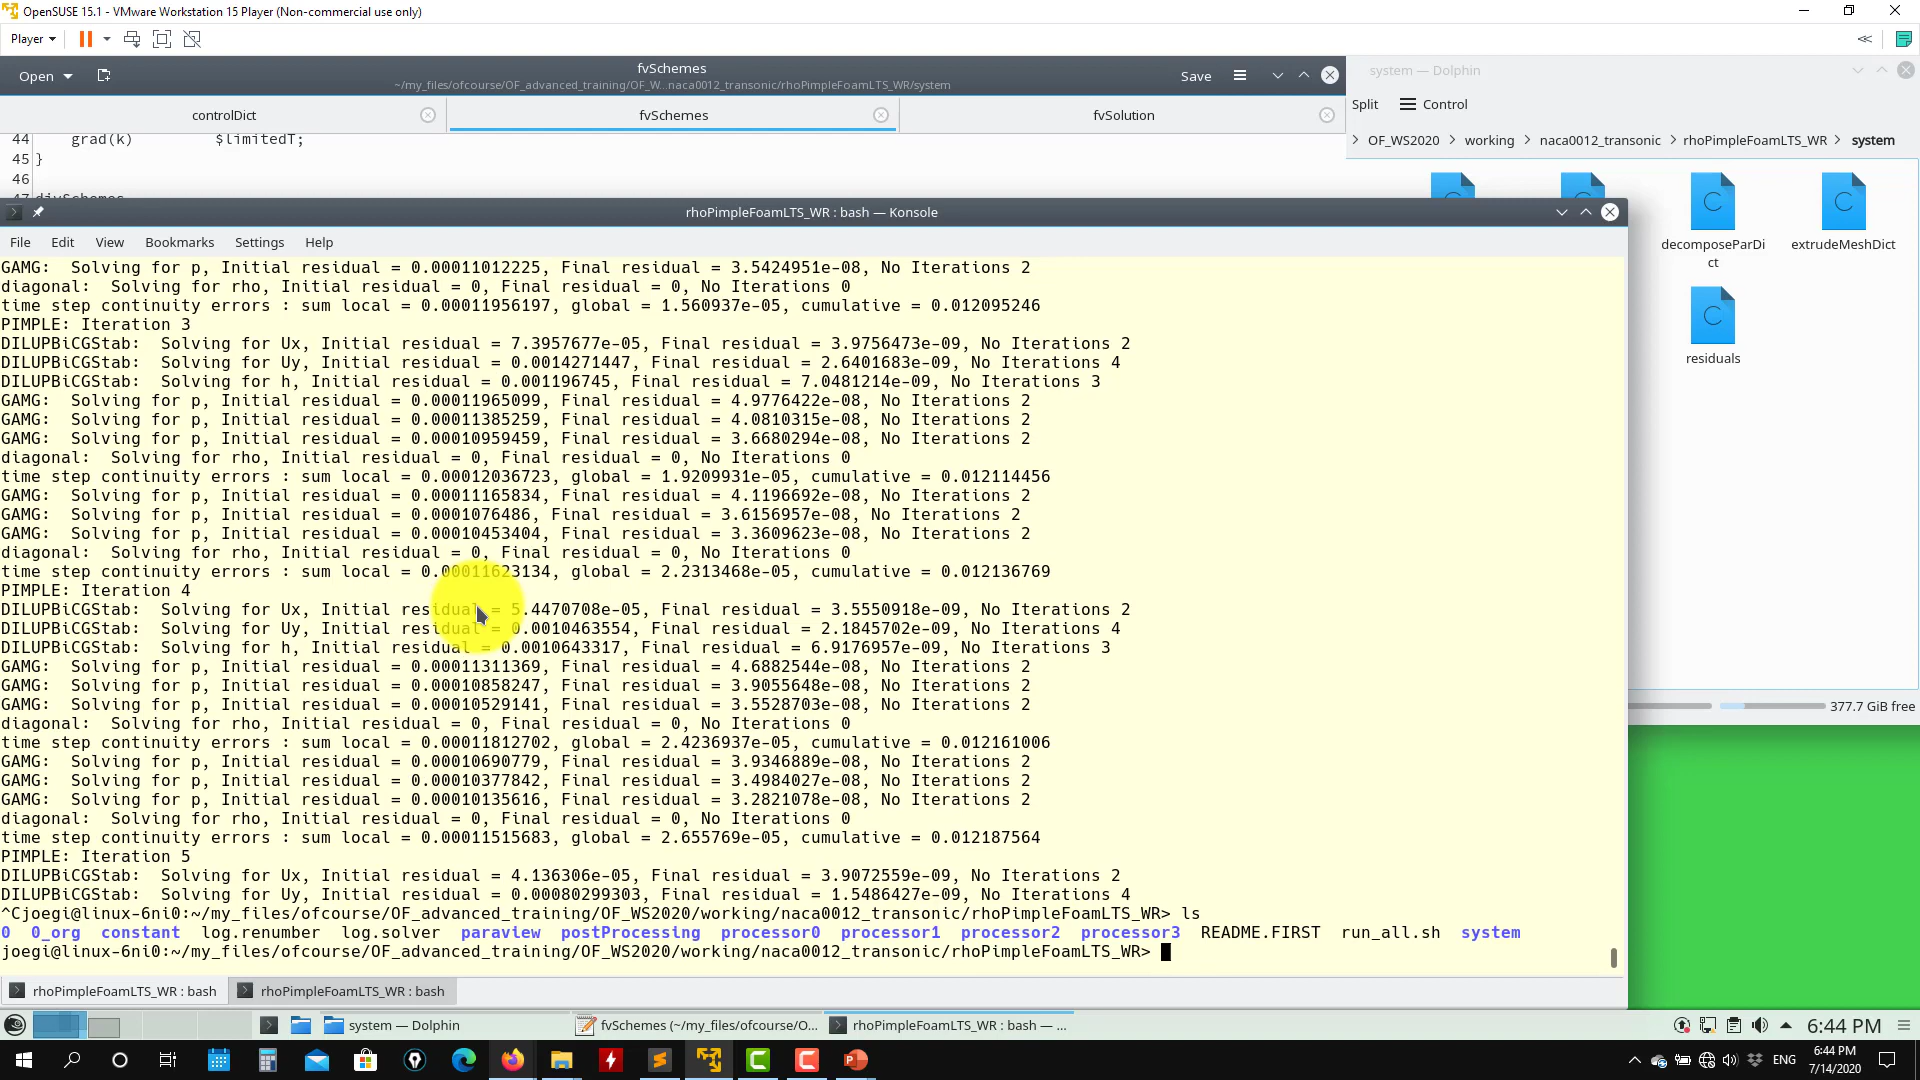 OpenSUSE 15.1 - VMware Workstation 15 Player (Non-commercial use only)
Player
Open
fvSchemes
~/my_files/ofcourse/OF_advanced_training/OF_W...naca0012_transonic/rhoPimpleFoamLTS_WR/system
Save
system — Dolphin
controlDict
fvSchemes
fvSolution
Split
Control
OF_WS2020 > working > naca0012_transonic > rhoPimpleFoamLTS_WR > system
44 grad(k) $limitedT;
45 }
46
rhoPimpleFoamLTS_WR : bash — Konsole
File Edit View Bookmarks Settings Help
decomposeParDi
ct
extrudeMeshDict
residuals
377.7 GiB free
GAMG:  Solving for p, Initial residual = 0.00011012225, Final residual = 3.5424951e-08, No Iterations 2
diagonal:  Solving for rho, Initial residual = 0, Final residual = 0, No Iterations 0
time step continuity errors : sum local = 0.00011956197, global = 1.560937e-05, cumulative = 0.012095246
PIMPLE: Iteration 3
DILUPBiCGStab:  Solving for Ux, Initial residual = 7.3957677e-05, Final residual = 3.9756473e-09, No Iterations 2
DILUPBiCGStab:  Solving for Uy, Initial residual = 0.0014271447, Final residual = 2.6401683e-09, No Iterations 4
DILUPBiCGStab:  Solving for h, Initial residual = 0.001196745, Final residual = 7.0481214e-09, No Iterations 3
GAMG:  Solving for p, Initial residual = 0.00011965099, Final residual = 4.9776422e-08, No Iterations 2
GAMG:  Solving for p, Initial residual = 0.00011385259, Final residual = 4.0810315e-08, No Iterations 2
GAMG:  Solving for p, Initial residual = 0.00010959459, Final residual = 3.6680294e-08, No Iterations 2
diagonal:  Solving for rho, Initial residual = 0, Final residual = 0, No Iterations 0
time step continuity errors : sum local = 0.00012036723, global = 1.9209931e-05, cumulative = 0.012114456
GAMG:  Solving for p, Initial residual = 0.00011165834, Final residual = 4.1196692e-08, No Iterations 2
GAMG:  Solving for p, Initial residual = 0.0001076486, Final residual = 3.6156957e-08, No Iterations 2
GAMG:  Solving for p, Initial residual = 0.00010453404, Final residual = 3.3609623e-08, No Iterations 2
diagonal:  Solving for rho, Initial residual = 0, Final residual = 0, No Iterations 0
time step continuity errors : sum local = 0.00011623134, global = 2.2313468e-05, cumulative = 0.012136769
PIMPLE: Iteration 4
DILUPBiCGStab:  Solving for Ux, Initial residual = 5.4470708e-05, Final residual = 3.5550918e-09, No Iterations 2
DILUPBiCGStab:  Solving for Uy, Initial residual = 0.0010463554, Final residual = 2.1845702e-09, No Iterations 4
DILUPBiCGStab:  Solving for h, Initial residual = 0.0010643317, Final residual = 6.9176957e-09, No Iterations 3
GAMG:  Solving for p, Initial residual = 0.00011311369, Final residual = 4.6882544e-08, No Iterations 2
GAMG:  Solving for p, Initial residual = 0.00010858247, Final residual = 3.9055648e-08, No Iterations 2
GAMG:  Solving for p, Initial residual = 0.00010529141, Final residual = 3.5528703e-08, No Iterations 2
diagonal:  Solving for rho, Initial residual = 0, Final residual = 0, No Iterations 0
time step continuity errors : sum local = 0.00011812702, global = 2.4236937e-05, cumulative = 0.012161006
GAMG:  Solving for p, Initial residual = 0.00010690779, Final residual = 3.9346889e-08, No Iterations 2
GAMG:  Solving for p, Initial residual = 0.00010377842, Final residual = 3.4984027e-08, No Iterations 2
GAMG:  Solving for p, Initial residual = 0.00010135616, Final residual = 3.2821078e-08, No Iterations 2
diagonal:  Solving for rho, Initial residual = 0, Final residual = 0, No Iterations 0
time step continuity errors : sum local = 0.00011515683, global = 2.655769e-05, cumulative = 0.012187564
PIMPLE: Iteration 5
DILUPBiCGStab:  Solving for Ux, Initial residual = 4.136306e-05, Final residual = 3.9072559e-09, No Iterations 2
DILUPBiCGStab:  Solving for Uy, Initial residual = 0.00080299303, Final residual = 1.5486427e-09, No Iterations 4
^Cjoegi@linux-6ni0:~/my_files/ofcourse/OF_advanced_training/OF_WS2020/working/naca0012_transonic/rhoPimpleFoamLTS_WR> ls
0  0_org  constant  log.renumber  log.solver  paraview  postProcessing  processor0  processor1  processor2  processor3  README.FIRST  run_all.sh  system
joegi@linux-6ni0:~/my_files/ofcourse/OF_advanced_training/OF_WS2020/working/naca0012_transonic/rhoPimpleFoamLTS_WR>
rhoPimpleFoamLTS_WR : bash
rhoPimpleFoamLTS_WR : bash
system — Dolphin
fvSchemes (~/my_files/ofcourse/O...
rhoPimpleFoamLTS_WR : bash — ...
6:44 PM
ENG
6:44 PM
7/14/2020